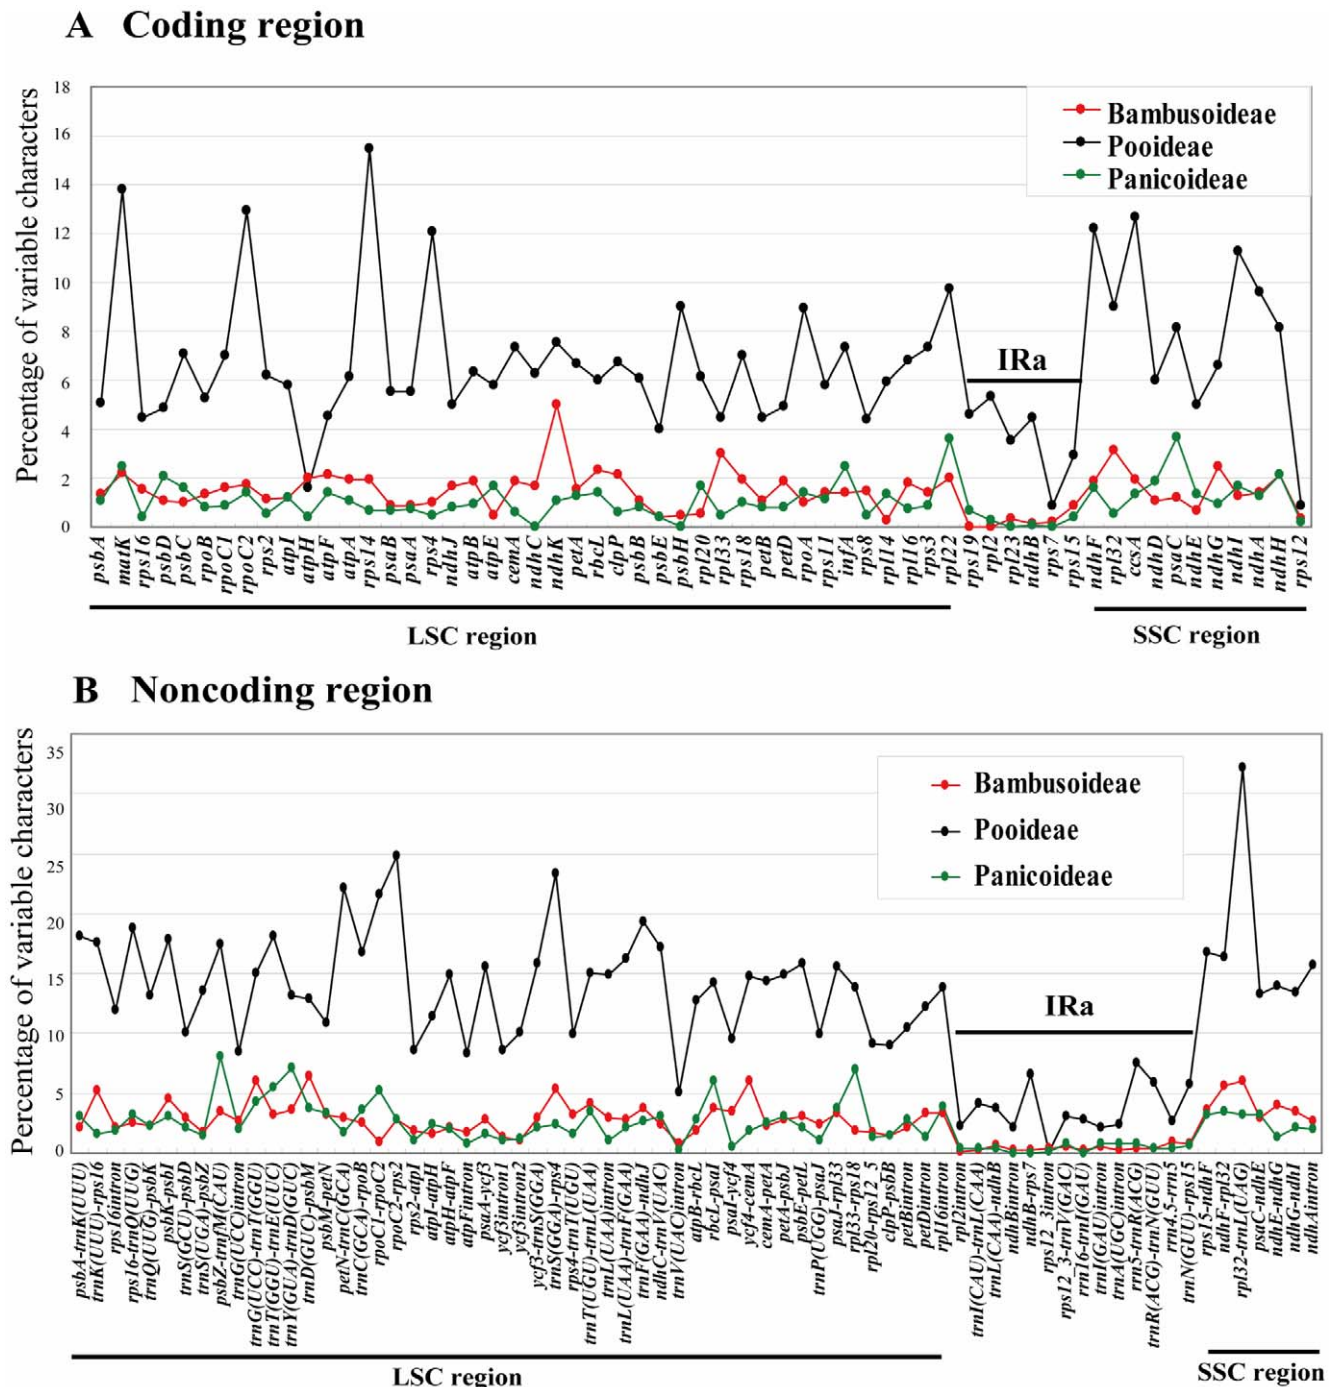 A Coding region
Percentage of variable characters
18
16
14
12
10
8
6
4
2
0
Bambusoideae
Pooideae
Panicoideae
IRa
psbA
matK
rps16
psbD
psbC
rpoB
rpoC1
rpoC2
rps2
atpI
atpH
atpF
atpA
rps14
psaB
psaA
rps4
ndhJ
atpB
atpE
cemA
ndhC
ndhK
petA
rbcL
clpP
psbB
psbE
psbH
rpl20
rpl33
rps18
petB
petD
rpoA
rps11
infA
rps8
rpl14
rpl16
rps3
rpl22
rps19
rpl2
rpl23
ndhB
rps7
rps15
ndhF
rpl32
ccsA
ndhD
psaC
ndhE
ndhG
ndhI
ndhA
ndhH
rps12
LSC region
SSC region
B Noncoding region
Percentage of variable characters
35
30
25
20
15
10
5
0
Bambusoideae
Pooideae
Panicoideae
IRa
psbA-trnK(UUU)
trnK(UUU)-rps16
rps16intron
rps16-trnQ(UUG)
trnQ(UUG)-psbK
psbK-psbI
trnS(GCU)-psbD
trnS(UGA)-psbZ
psbZ-trnfM(CAU)
trnG(UCC)intron
trnG(UCC)-trnT(GGU)
trnT(GGU)-trnE(UUC)
trnY(GUA)-trnD(GUC)
trnD(GUC)-psbM
psbM-petN
petN-trnC(GCA)
trnC(GCA)-rpoB
rpoC1-rpoC2
rpoC2-rps2
rps2-atpI
atpI-atpH
atpH-atpF
atpFintron
psaA-ycf3
ycf3intron1
ycf3intron2
ycf3-trnS(GGA)
trnS(GGA)-rps4
rps4-trnT(UGU)
trnT(UGU)-trnL(UAA)
trnL(UAA)intron
trnL(UAA)-trnF(GAA)
trnF(GAA)-ndhJ
ndhC-trnV(UAC)
trnV(UAC)intron
atpB-rbcL
rbcL-psaI
psaI-ycf4
ycf4-cemA
cemA-petA
petA-psbJ
psbE-petL
trnP(UGG)-psaJ
psaJ-rpl33
rpl33-rps18
rpl20-rps12_5
clpP-psbB
petBintron
petDintron
rpl16intron
rpl2intron
trnI(CAU)-trnL(CAA)
trnL(CAA)-ndhB
ndhBintron
ndhB-rps7
rps12_3intron
rps12_3-trnV(GAC)
rrn16-trnI(GAU)
trnI(GAU)intron
trnA(UGC)intron
rrn5-trnR(ACG)
trnR(ACG)-trnN(GUU)
rrn4.5-rrn5
trnN(GUU)-rps15
rps15-ndhF
ndhF-rpl32
rpl32-trnL(UAG)
psaC-ndhE
ndhE-ndhG
ndhG-ndhI
ndhAintron
LSC region
SSC region